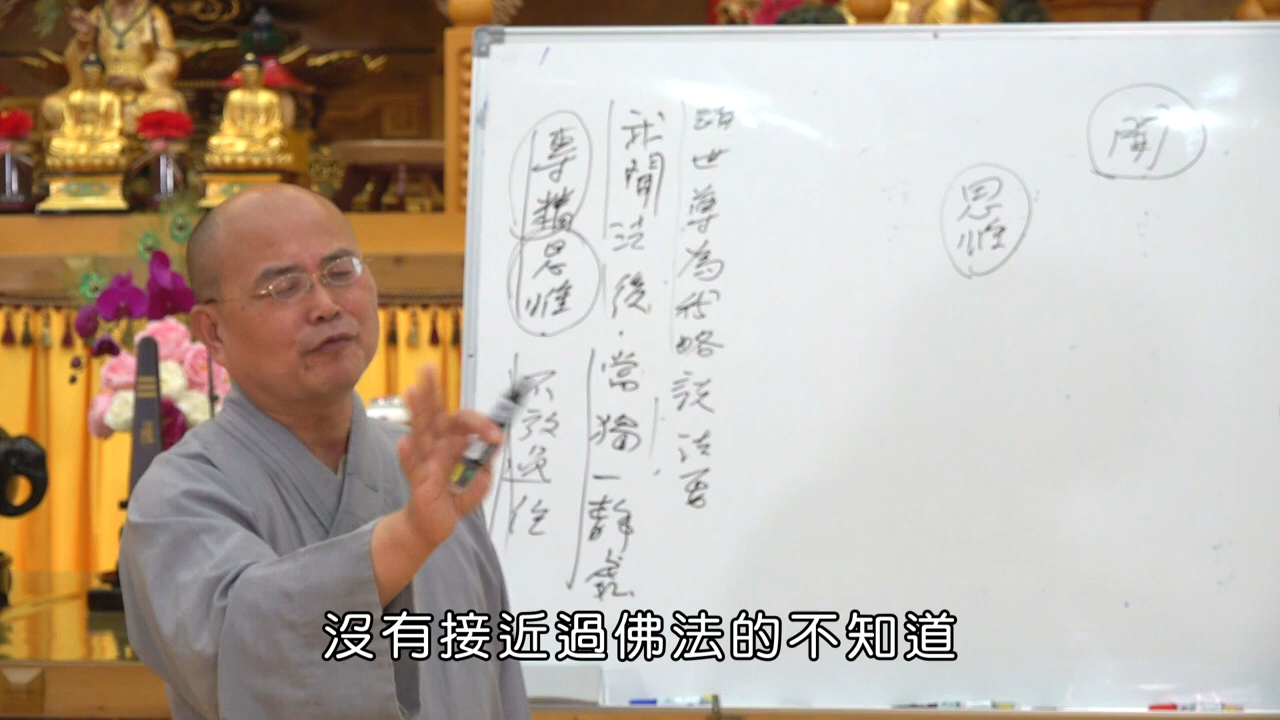 頌世尊為我略說法要
我聞法後．常獨一靜處
專精思惟．不放逸住
聞
思惟
沒有接近過佛法的不知道